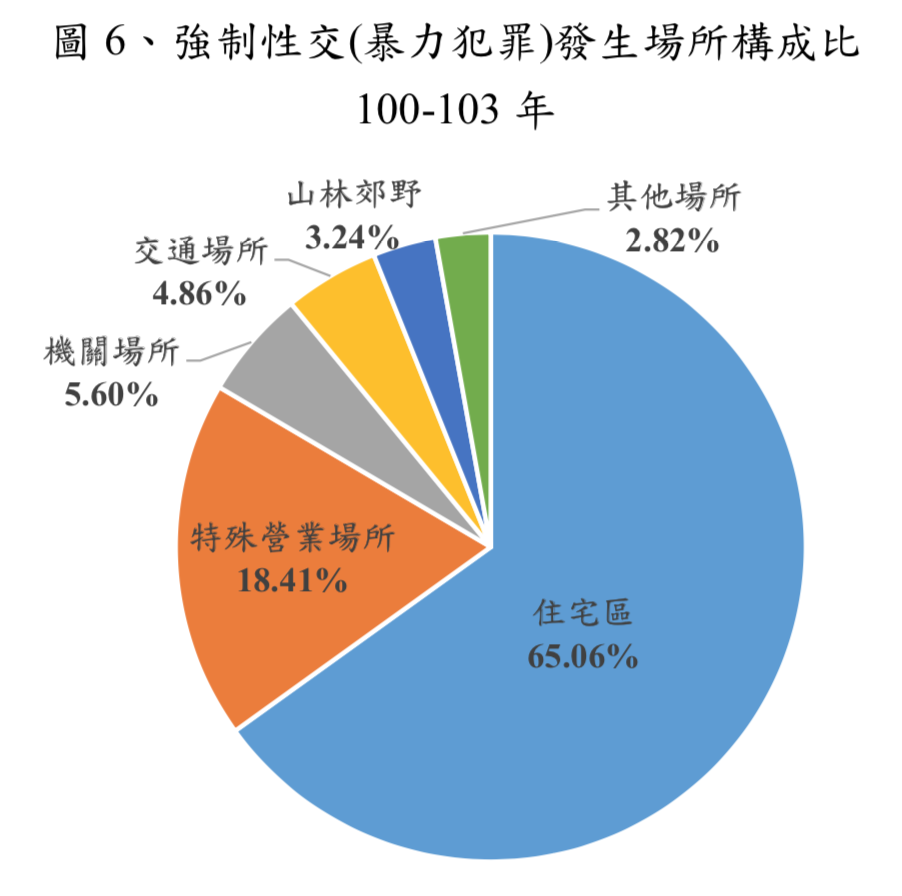 圖 6、強制性交(暴力犯罪)發生場所構成比
100-103 年
山林郊野
3.24%
其他場所
2.82%
交通場所
4.86%
機關場所
5.60%
特殊營業場所
18.41%
住宅區
65.06%